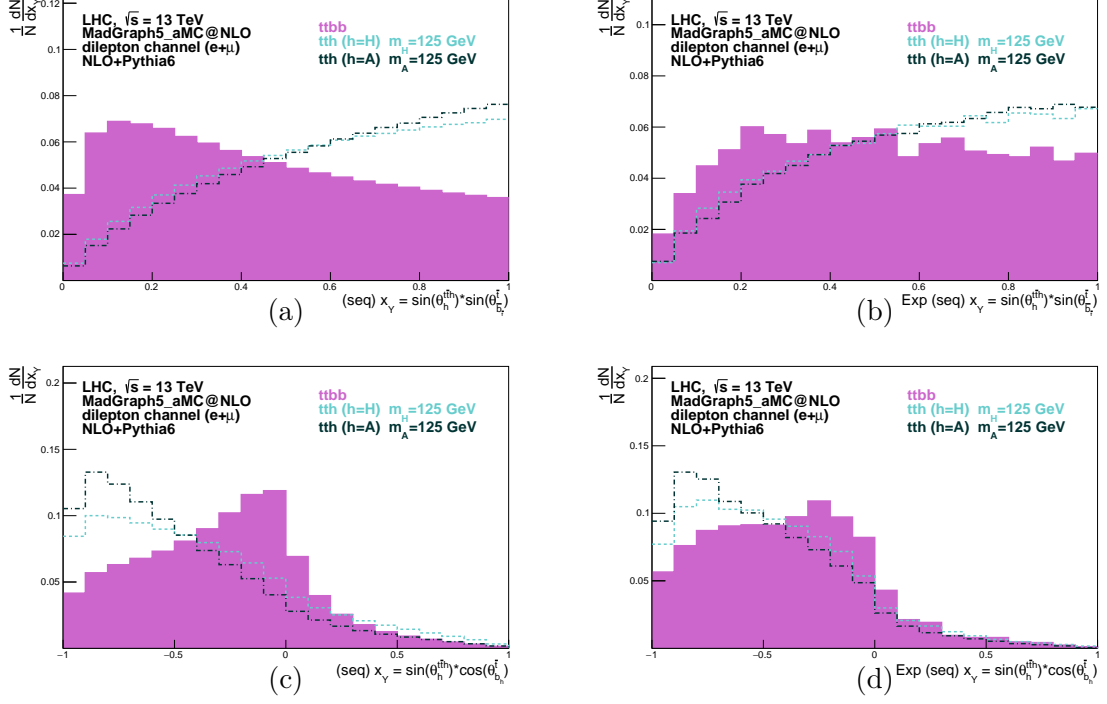 1/N dN/dx_Y
0.12
0.1
0.08
0.06
0.04
0.02
0 0.2 0.4 0.6 0.8 1
LHC, √s = 13 TeV
MadGraph5_aMC@NLO
dilepton channel (e+μ)
NLO+Pythia6
ttbb
tth (h=H) m_H=125 GeV
tth (h=A) m_A=125 GeV
(seq) x_Y = sin(θ_h^{tt̄h})*sin(θ_{b̄_t̄}^{t̄})
(a)
1/N dN/dx_Y
0.1
0.08
0.06
0.04
0.02
0 0.2 0.4 0.6 0.8 1
LHC, √s = 13 TeV
MadGraph5_aMC@NLO
dilepton channel (e+μ)
NLO+Pythia6
ttbb
tth (h=H) m_H=125 GeV
tth (h=A) m_A=125 GeV
Exp (seq) x_Y = sin(θ_h^{tt̄h})*sin(θ_{b̄_t̄}^{t̄})
(b)
1/N dN/dx_Y
0.2
0.15
0.1
0.05
−1 −0.5 0 0.5 1
LHC, √s = 13 TeV
MadGraph5_aMC@NLO
dilepton channel (e+μ)
NLO+Pythia6
ttbb
tth (h=H) m_H=125 GeV
tth (h=A) m_A=125 GeV
(seq) x_Y = sin(θ_h^{tt̄h})*cos(θ_{b_h}^{t̄})
(c)
1/N dN/dx_Y
0.2
0.15
0.1
0.05
−1 −0.5 0 0.5 1
LHC, √s = 13 TeV
MadGraph5_aMC@NLO
dilepton channel (e+μ)
NLO+Pythia6
ttbb
tth (h=H) m_H=125 GeV
tth (h=A) m_A=125 GeV
Exp (seq) x_Y = sin(θ_h^{tt̄h})*cos(θ_{b_h}^{t̄})
(d)